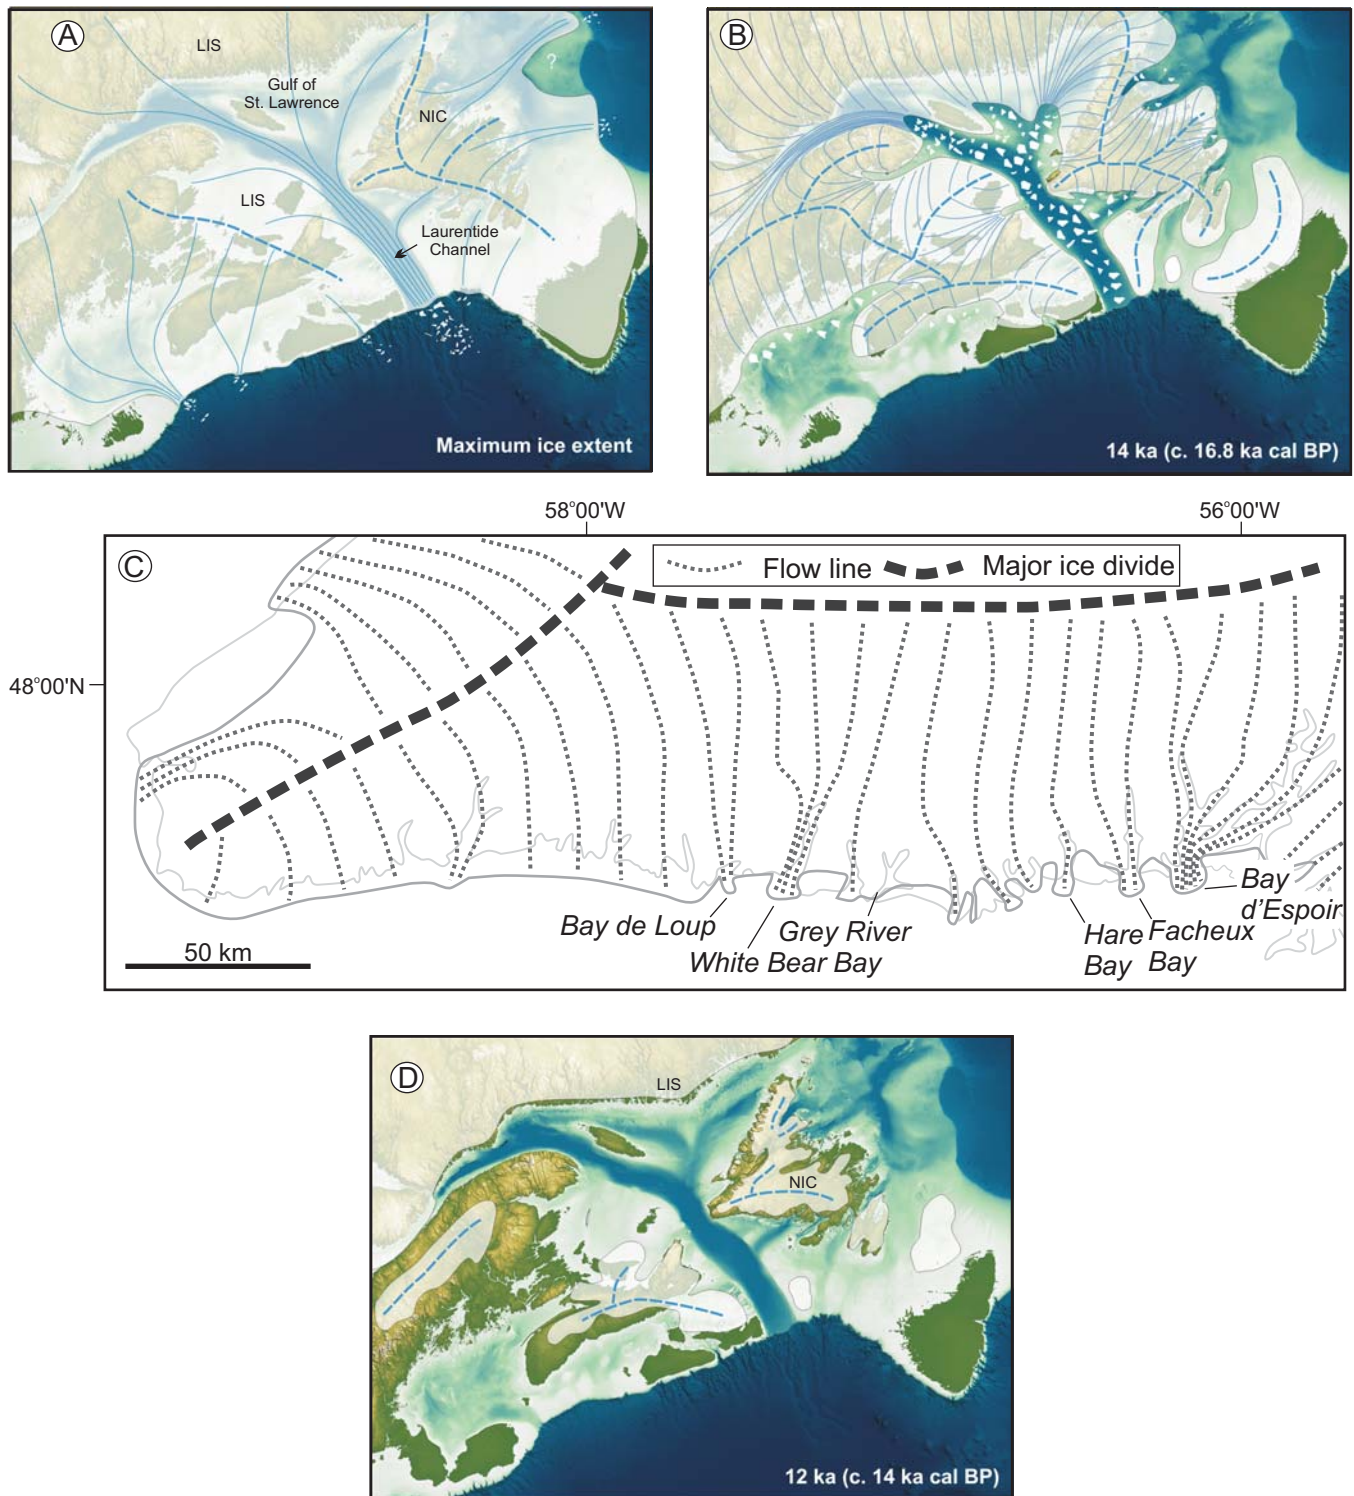 A
LIS
Gulf of
St. Lawrence
NIC
?
LIS
Laurentide
Channel
Maximum ice extent
B
14 ka (c. 16.8 ka cal BP)
58°00'W
56°00'W
C
Flow line
Major ice divide
48°00'N
Bay de Loup
White Bear Bay
Grey River
Hare
Bay
Facheux
Bay
Bay
d'Espoir
50 km
D
LIS
NIC
12 ka (c. 14 ka cal BP)